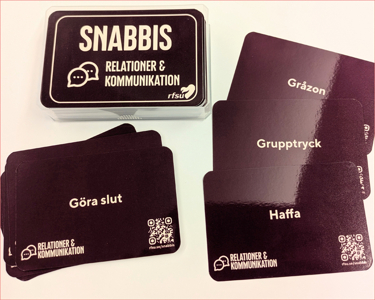 SNABBIS
RELATIONER &
KOMMUNIKATION
rfsu
Gråzon
Grupptryck
Göra slut
Haffa
RELATIONER &
KOMMUNIKATION
RELATIONER &
KOMMUNIKATION